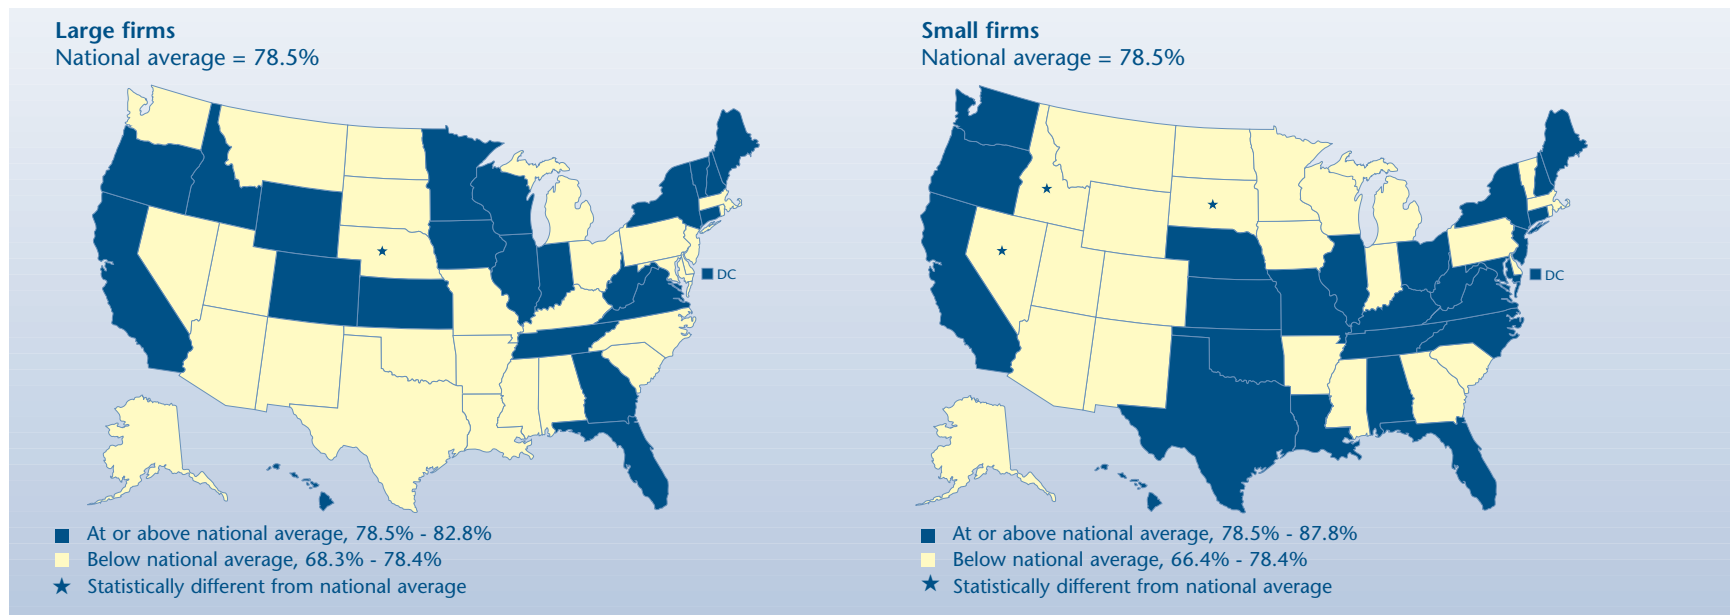 Large firms
National average = 78.5%
DC
At or above national average, 78.5% - 82.8%
Below national average, 68.3% - 78.4%
★ Statistically different from national average
Small firms
National average = 78.5%
DC
At or above national average, 78.5% - 87.8%
Below national average, 66.4% - 78.4%
★ Statistically different from national average